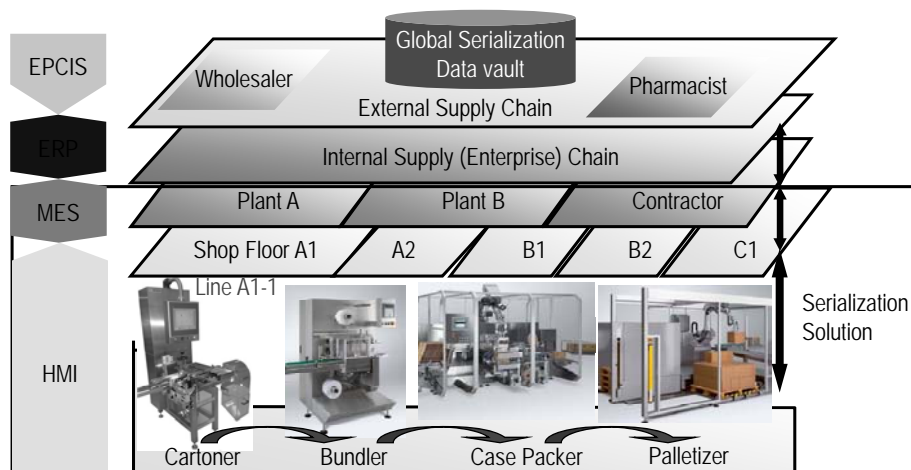 Global Serialization
Data vault
EPCIS
Wholesaler
Pharmacist
External Supply Chain
ERP
Internal Supply (Enterprise) Chain
MES
Plant A
Plant B
Contractor
Shop Floor A1
A2
B1
B2
C1
Line A1-1
Serialization
Solution
HMI
Cartoner
Bundler
Case Packer
Palletizer